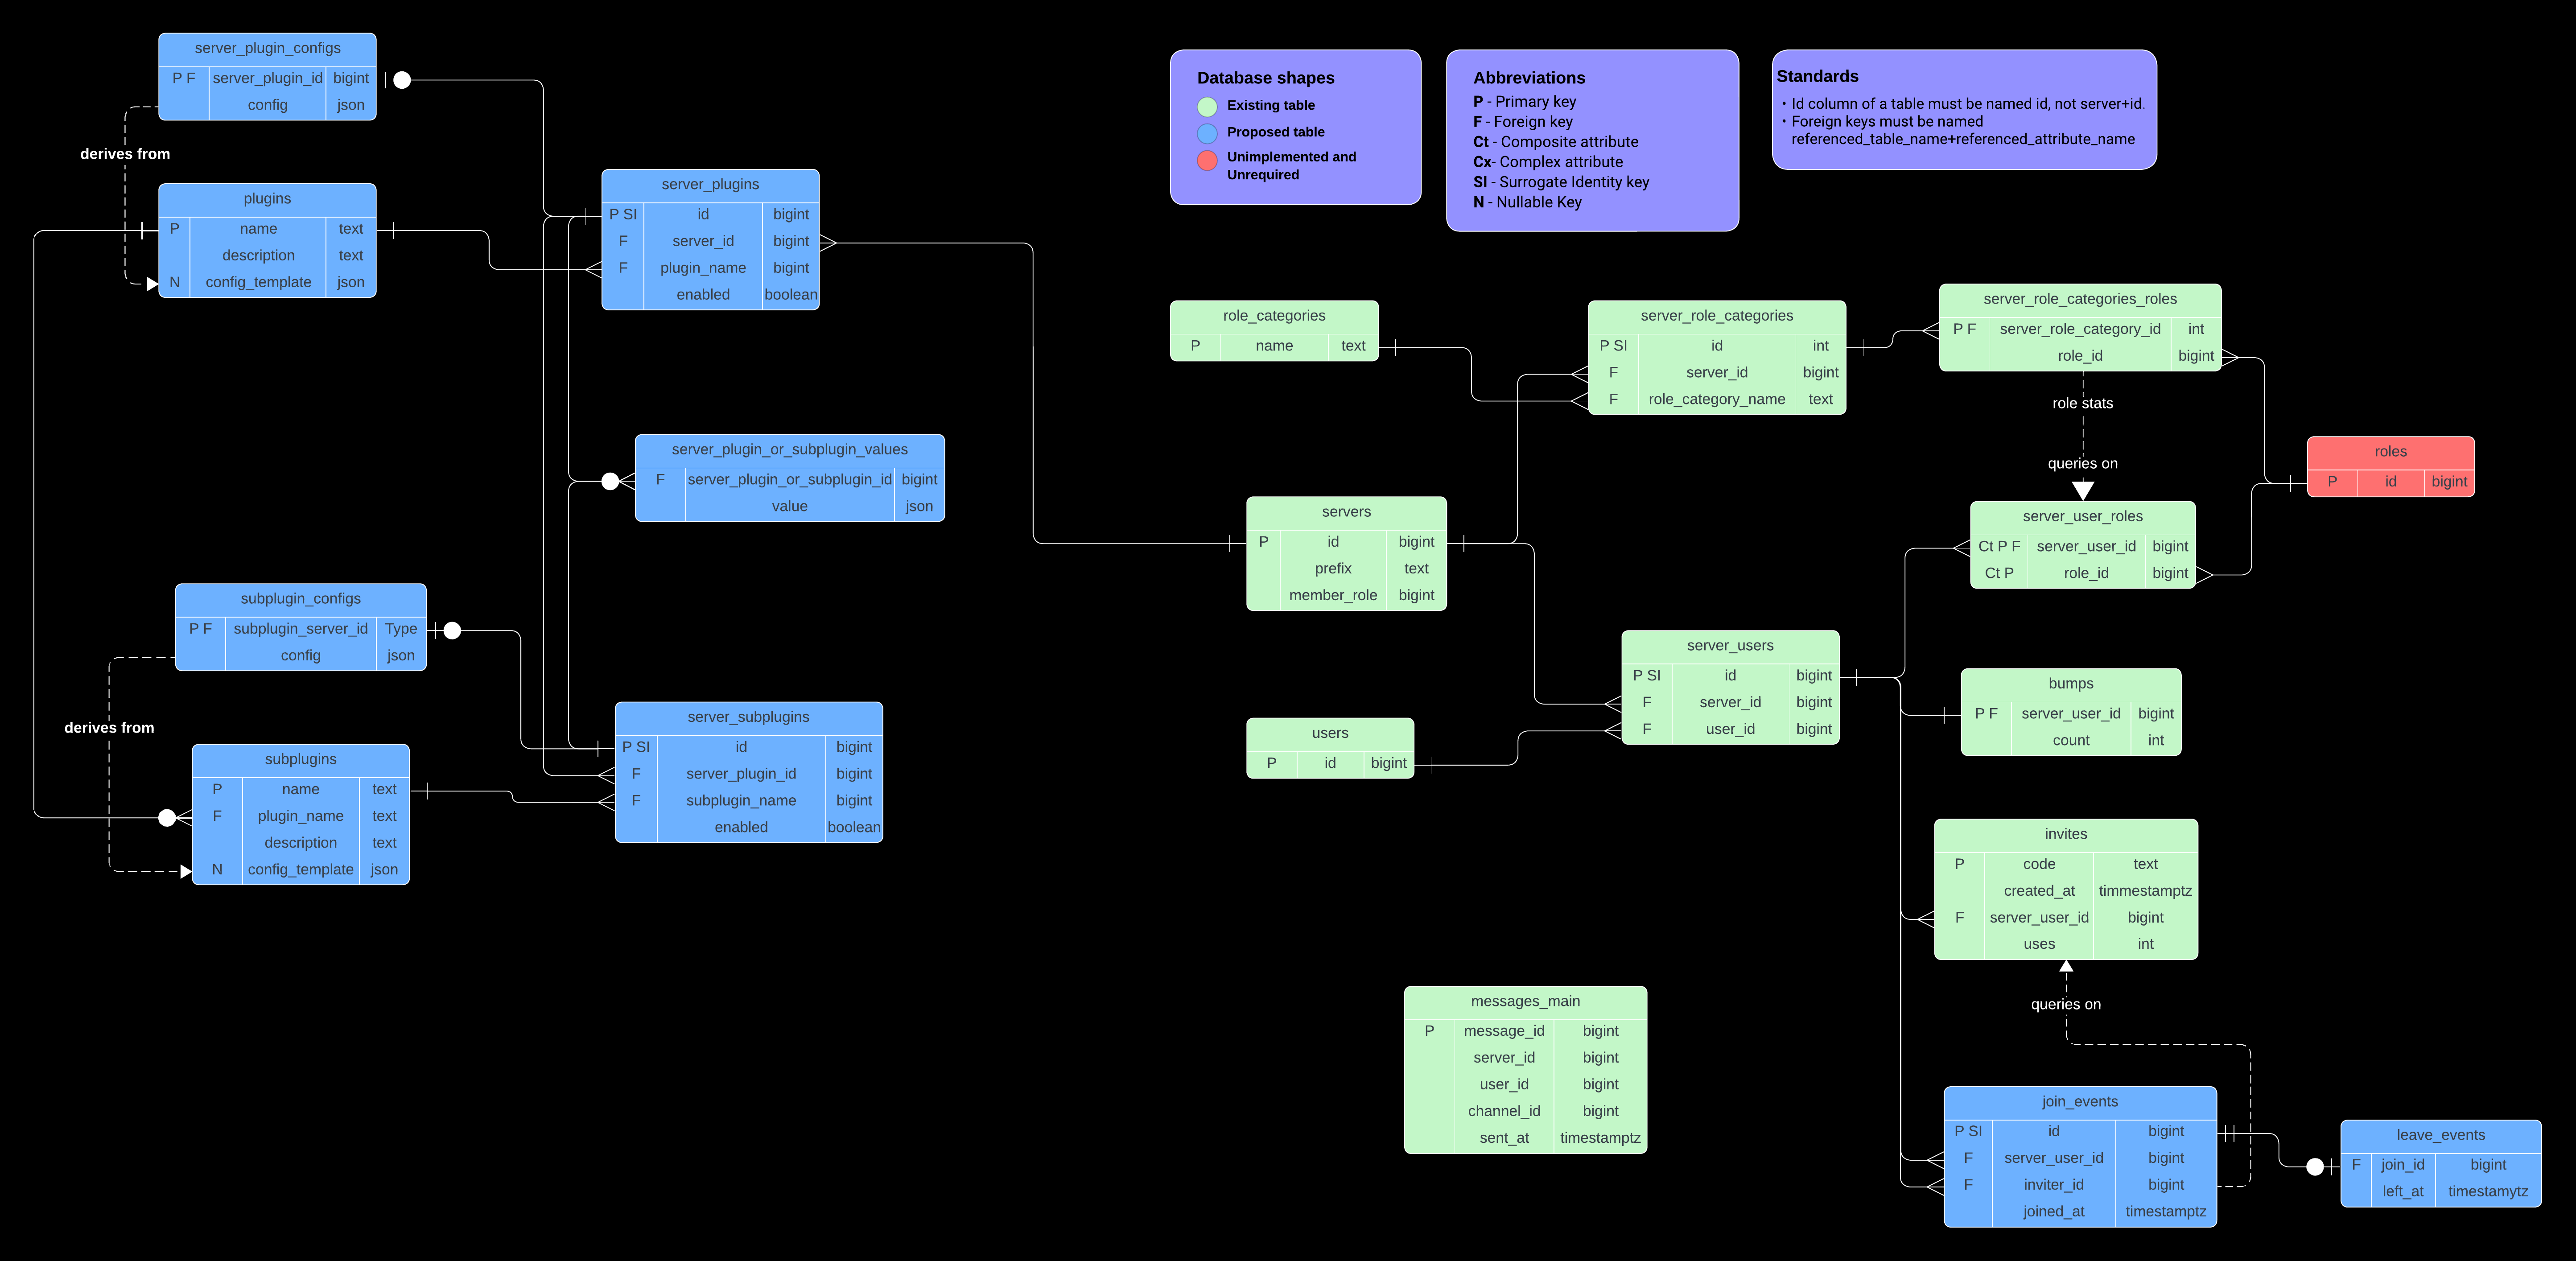 server_plugin_configs
P F server_plugin_id bigint
config json
derives from
plugins
P name text
description text
N config_template json
server_plugins
P SI id bigint
F server_id bigint
F plugin_name bigint
enabled boolean
server_plugin_or_subplugin_values
F server_plugin_or_subplugin_id bigint
value json
subplugin_configs
P F subplugin_server_id Type
config json
derives from
subplugins
P name text
F plugin_name text
description text
N config_template json
server_subplugins
P SI id bigint
F server_plugin_id bigint
F subplugin_name bigint
enabled boolean
Database shapes
Existing table
Proposed table
Unimplemented and
Unrequired
Abbreviations
P - Primary key
F - Foreign key
Ct - Composite attribute
Cx- Complex attribute
SI - Surrogate Identity key
N - Nullable Key
Standards
• Id column of a table must be named id, not server+id.
• Foreign keys must be named
referenced_table_name+referenced_attribute_name
role_categories
P name text
server_role_categories
P SI id int
F server_id bigint
F role_category_name text
server_role_categories_roles
P F server_role_category_id int
role_id bigint
role stats
queries on
roles
P id bigint
servers
P id bigint
prefix text
member_role bigint
server_user_roles
Ct P F server_user_id bigint
Ct P role_id bigint
users
P id bigint
server_users
P SI id bigint
F server_id bigint
F user_id bigint
bumps
P F server_user_id bigint
count int
invites
P code text
created_at timmestamptz
F server_user_id bigint
uses int
queries on
messages_main
P message_id bigint
server_id bigint
user_id bigint
channel_id bigint
sent_at timestamptz
join_events
P SI id bigint
F server_user_id bigint
F inviter_id bigint
joined_at timestamptz
leave_events
F join_id bigint
left_at timestamytz